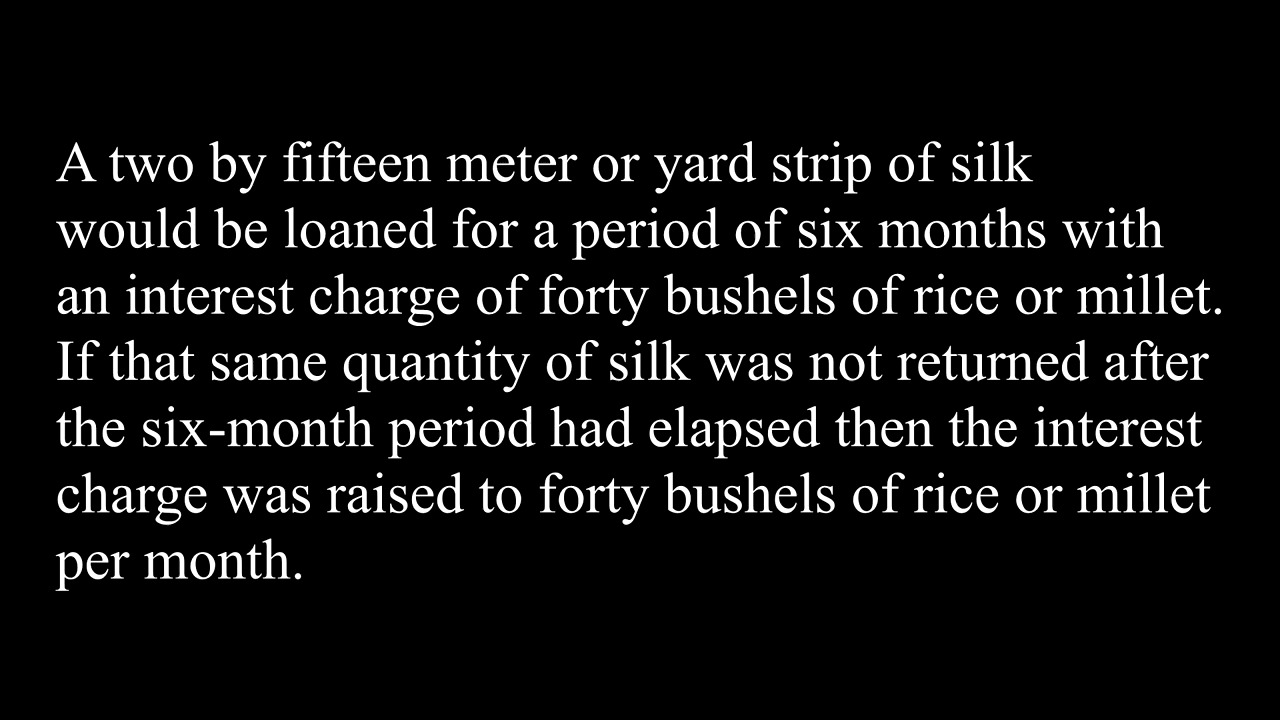 A two by fifteen meter or yard strip of silk
would be loaned for a period of six months with
an interest charge of forty bushels of rice or millet.
If that same quantity of silk was not returned after
the six-month period had elapsed then the interest
charge was raised to forty bushels of rice or millet
per month.